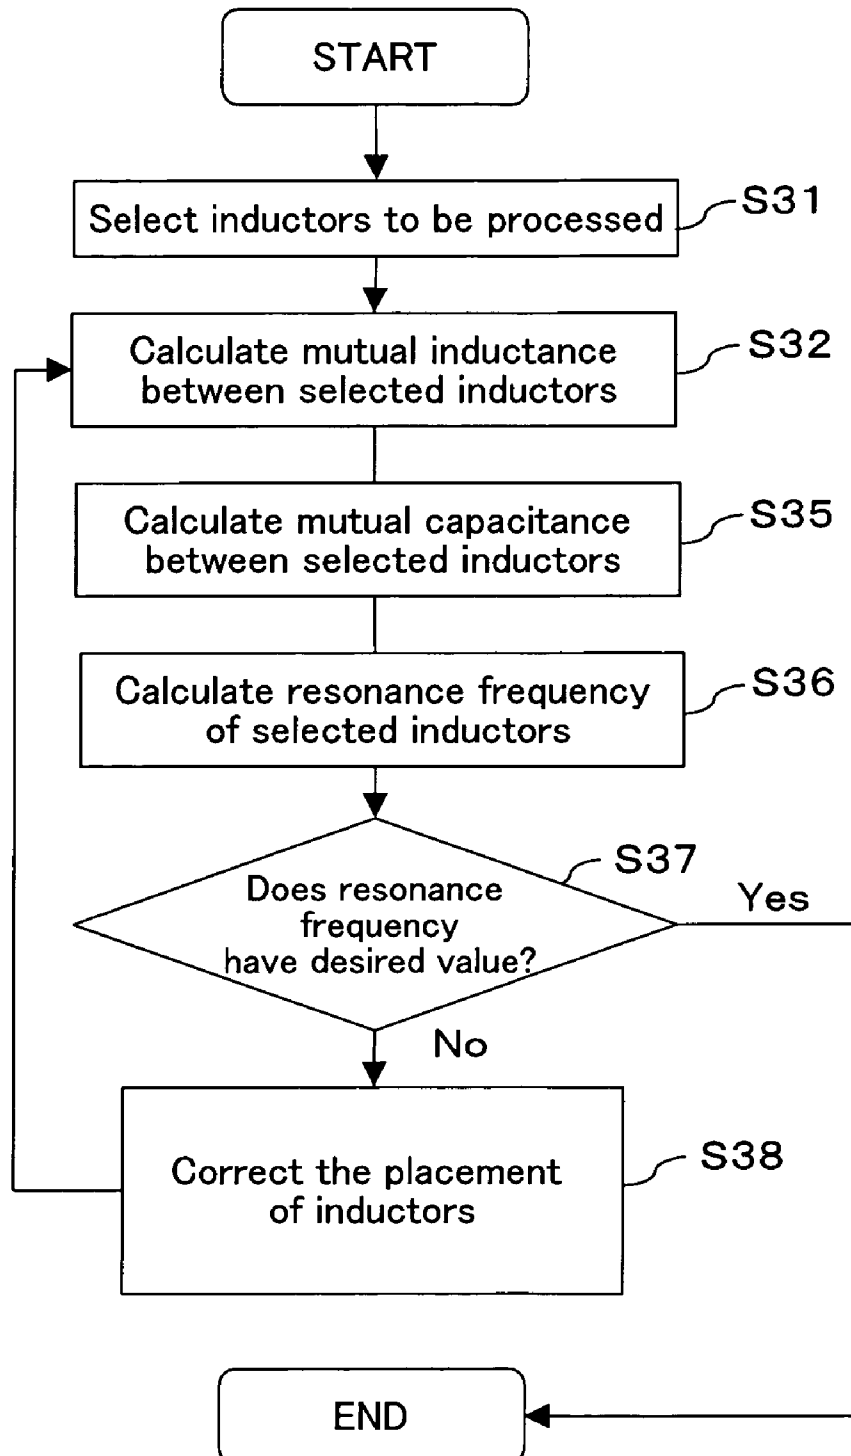 START
Select inductors to be processed
S31
Calculate mutual inductance
between selected inductors
S32
Calculate mutual capacitance
between selected inductors
S35
Calculate resonance frequency
of selected inductors
S36
Does resonance
frequency
have desired value?
S37
Yes
No
Correct the placement
of inductors
S38
END